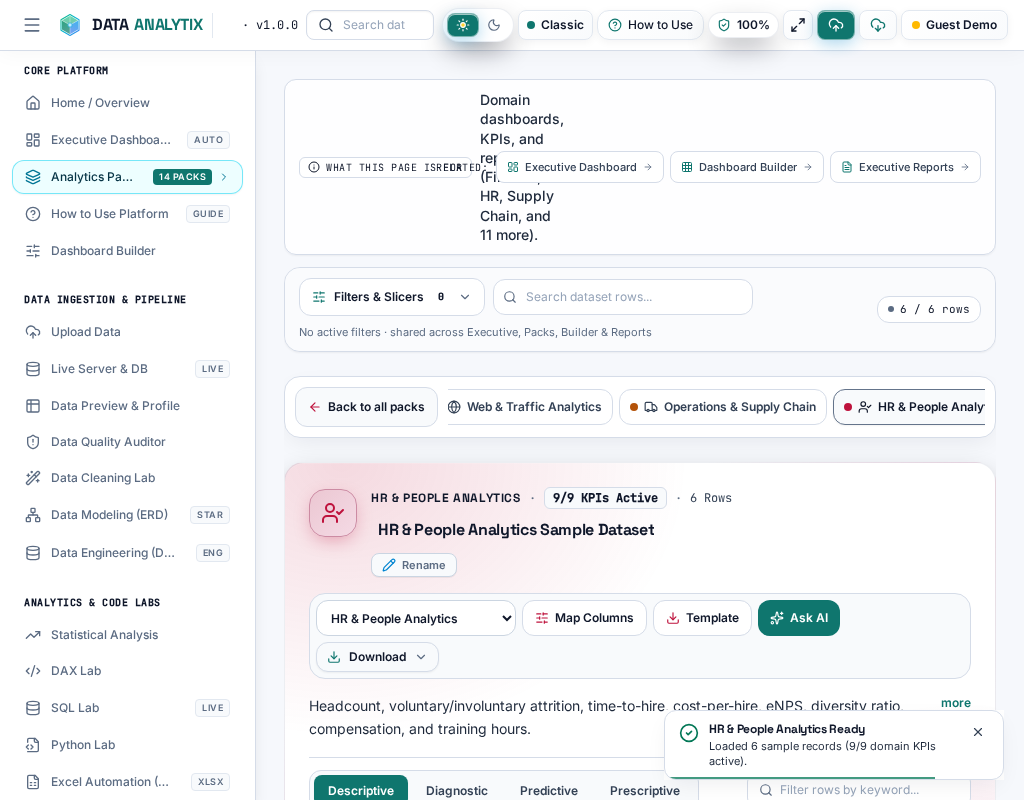 DATA ANALYTIX
· v1.0.0
Search dat
Classic
How to Use
100%
Guest Demo
CORE PLATFORM
Home / Overview
Executive Dashboa... AUTO
Analytics Pa... 14 PACKS
How to Use Platform GUIDE
Dashboard Builder
DATA INGESTION & PIPELINE
Upload Data
Live Server & DB LIVE
Data Preview & Profile
Data Quality Auditor
Data Cleaning Lab
Data Modeling (ERD) STAR
Data Engineering (D... ENG
ANALYTICS & CODE LABS
Statistical Analysis
DAX Lab
SQL Lab LIVE
Python Lab
Excel Automation (... XLSX
WHAT THIS PAGE IS
Domain
dashboards,
KPIs, and
HR, Supply
Chain, and
11 more).
Executive Dashboard
Dashboard Builder
Executive Reports
Filters & Slicers 0
Search dataset rows...
6 / 6 rows
No active filters · shared across Executive, Packs, Builder & Reports
Back to all packs
Web & Traffic Analytics
Operations & Supply Chain
HR & People Analy
HR & PEOPLE ANALYTICS · 9/9 KPIs Active · 6 Rows
HR & People Analytics Sample Dataset
Rename
HR & People Analytics
Map Columns
Template
Ask AI
Download
Headcount, voluntary/involuntary attrition, time-to-hire, cost-per-hire, eNPS, diversity ratio, more
compensation, and training hours.
HR & People Analytics Ready
Loaded 6 sample records (9/9 domain KPIs
active).
Descriptive
Diagnostic
Predictive
Prescriptive
Filter rows by keyword...